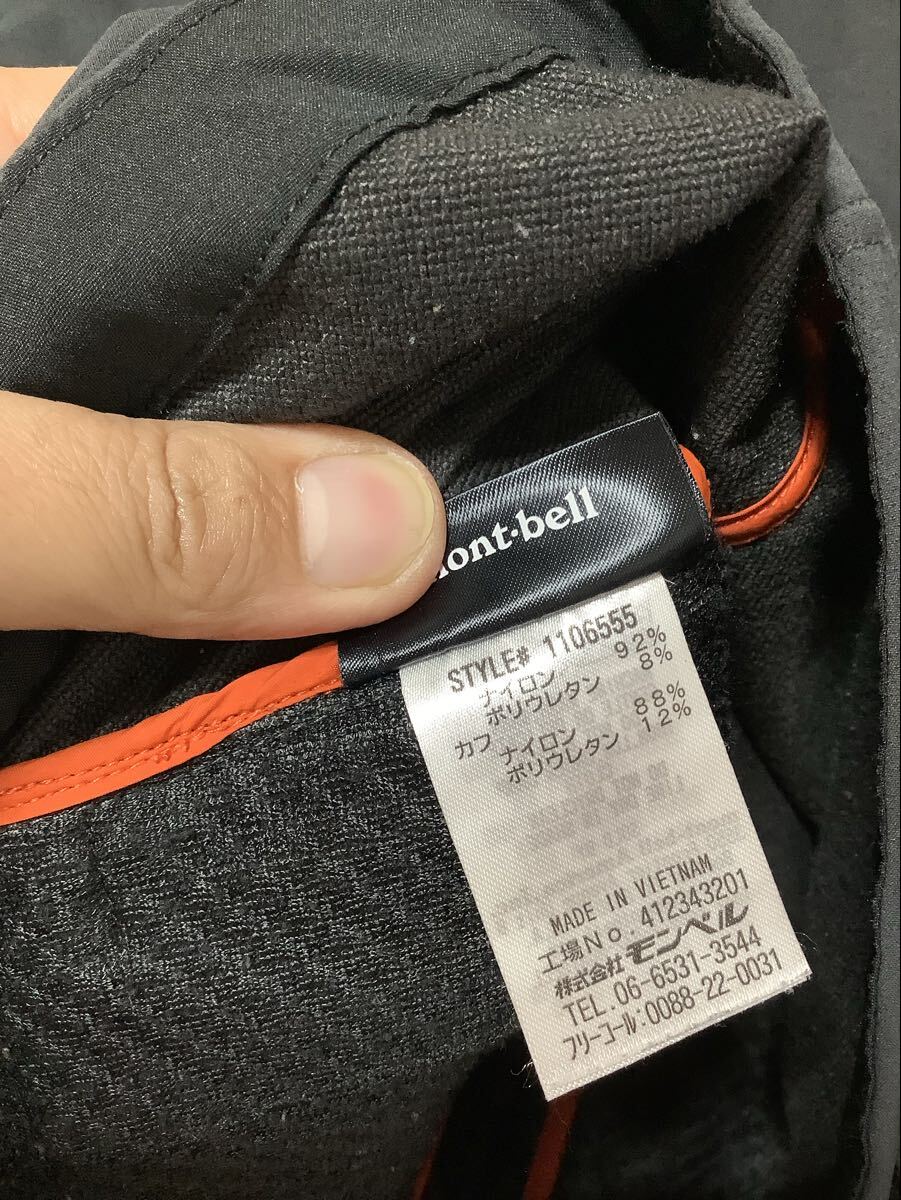 mont·bell
STYLE# 1106555
ナイロン 92%
ポリウレタン 8%
カフ ナイロン 88%
ポリウレタン 12%
MADE IN VIETNAM
工場No.412343201
株式会社 モンベル
TEL.06-6531-3544
フリーコール:0088-22-0031